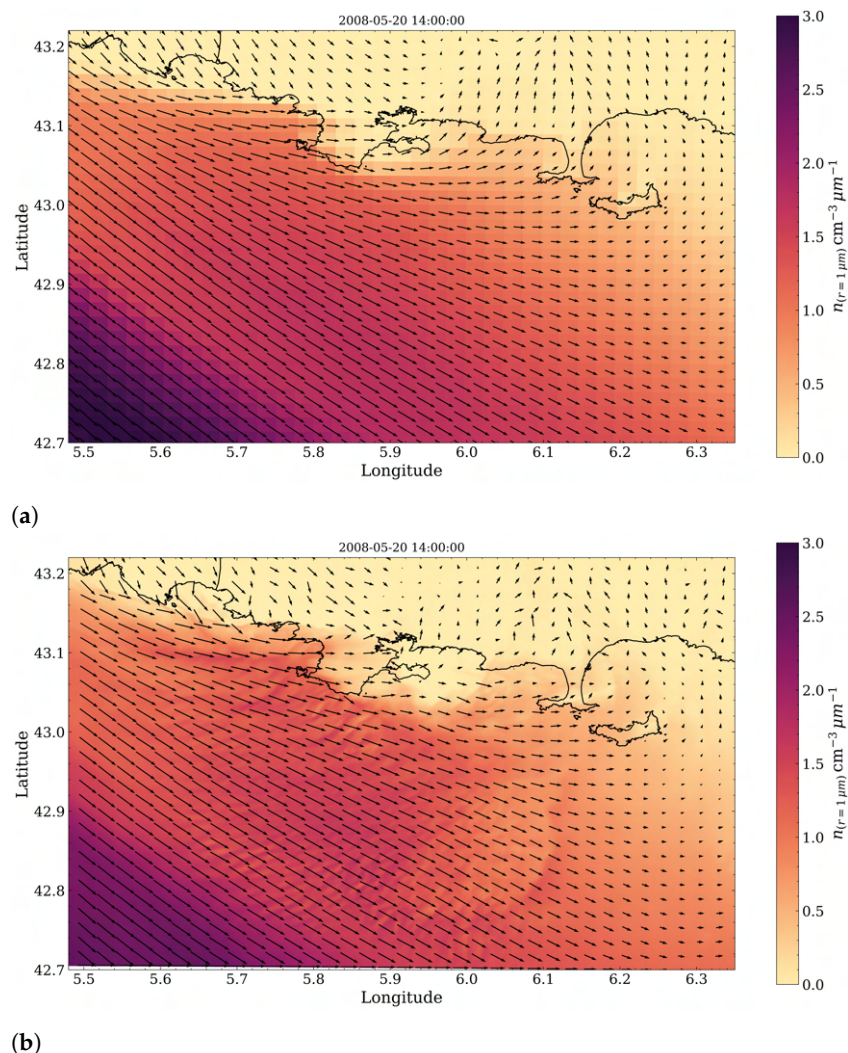 2008-05-20 14:00:00
43.2
43.1
43.0
42.9
42.8
42.7
Latitude
5.5 5.6 5.7 5.8 5.9 6.0 6.1 6.2 6.3
Longitude
3.0
2.5
2.0
1.5
1.0
0.5
0.0
n(r = 1 μm) cm⁻³ μm⁻¹
(a)
2008-05-20 14:00:00
43.2
43.1
43.0
42.9
42.8
42.7
Latitude
5.5 5.6 5.7 5.8 5.9 6.0 6.1 6.2 6.3
Longitude
3.0
2.5
2.0
1.5
1.0
0.5
0.0
n(r = 1 μm) cm⁻³ μm⁻¹
(b)